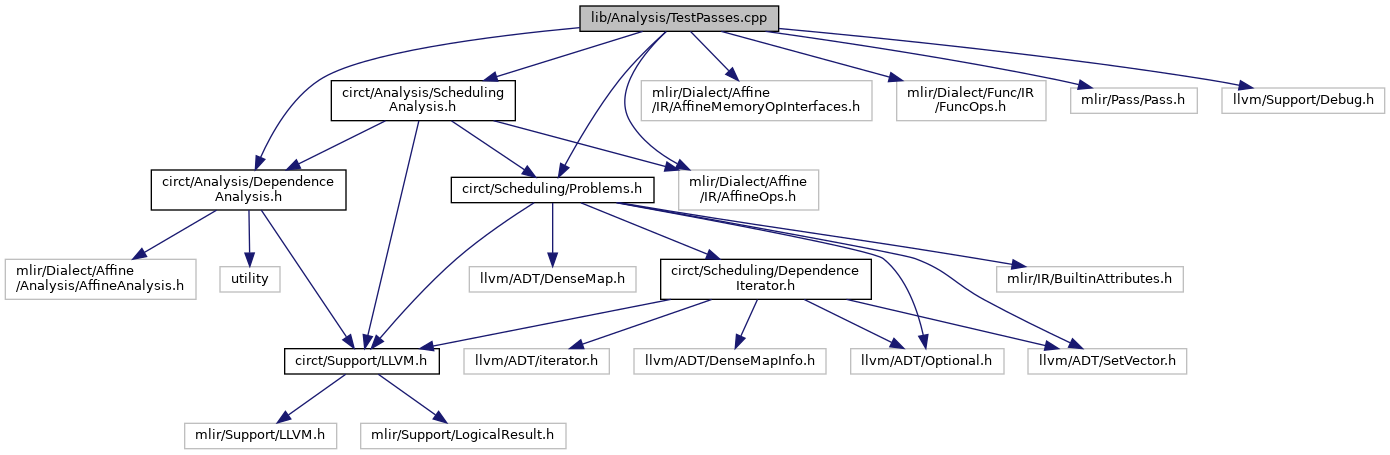 lib/Analysis/TestPasses.cpp
circt/Analysis/Scheduling
Analysis.h
mlir/Dialect/Affine
/IR/AffineMemoryOpInterfaces.h
mlir/Dialect/Func/IR
/FuncOps.h
mlir/Pass/Pass.h
llvm/Support/Debug.h
circt/Analysis/Dependence
Analysis.h
circt/Scheduling/Problems.h
mlir/Dialect/Affine
/IR/AffineOps.h
mlir/Dialect/Affine
/Analysis/AffineAnalysis.h
utility
llvm/ADT/DenseMap.h
circt/Scheduling/Dependence
Iterator.h
mlir/IR/BuiltinAttributes.h
circt/Support/LLVM.h
llvm/ADT/iterator.h
llvm/ADT/DenseMapInfo.h
llvm/ADT/Optional.h
llvm/ADT/SetVector.h
mlir/Support/LLVM.h
mlir/Support/LogicalResult.h